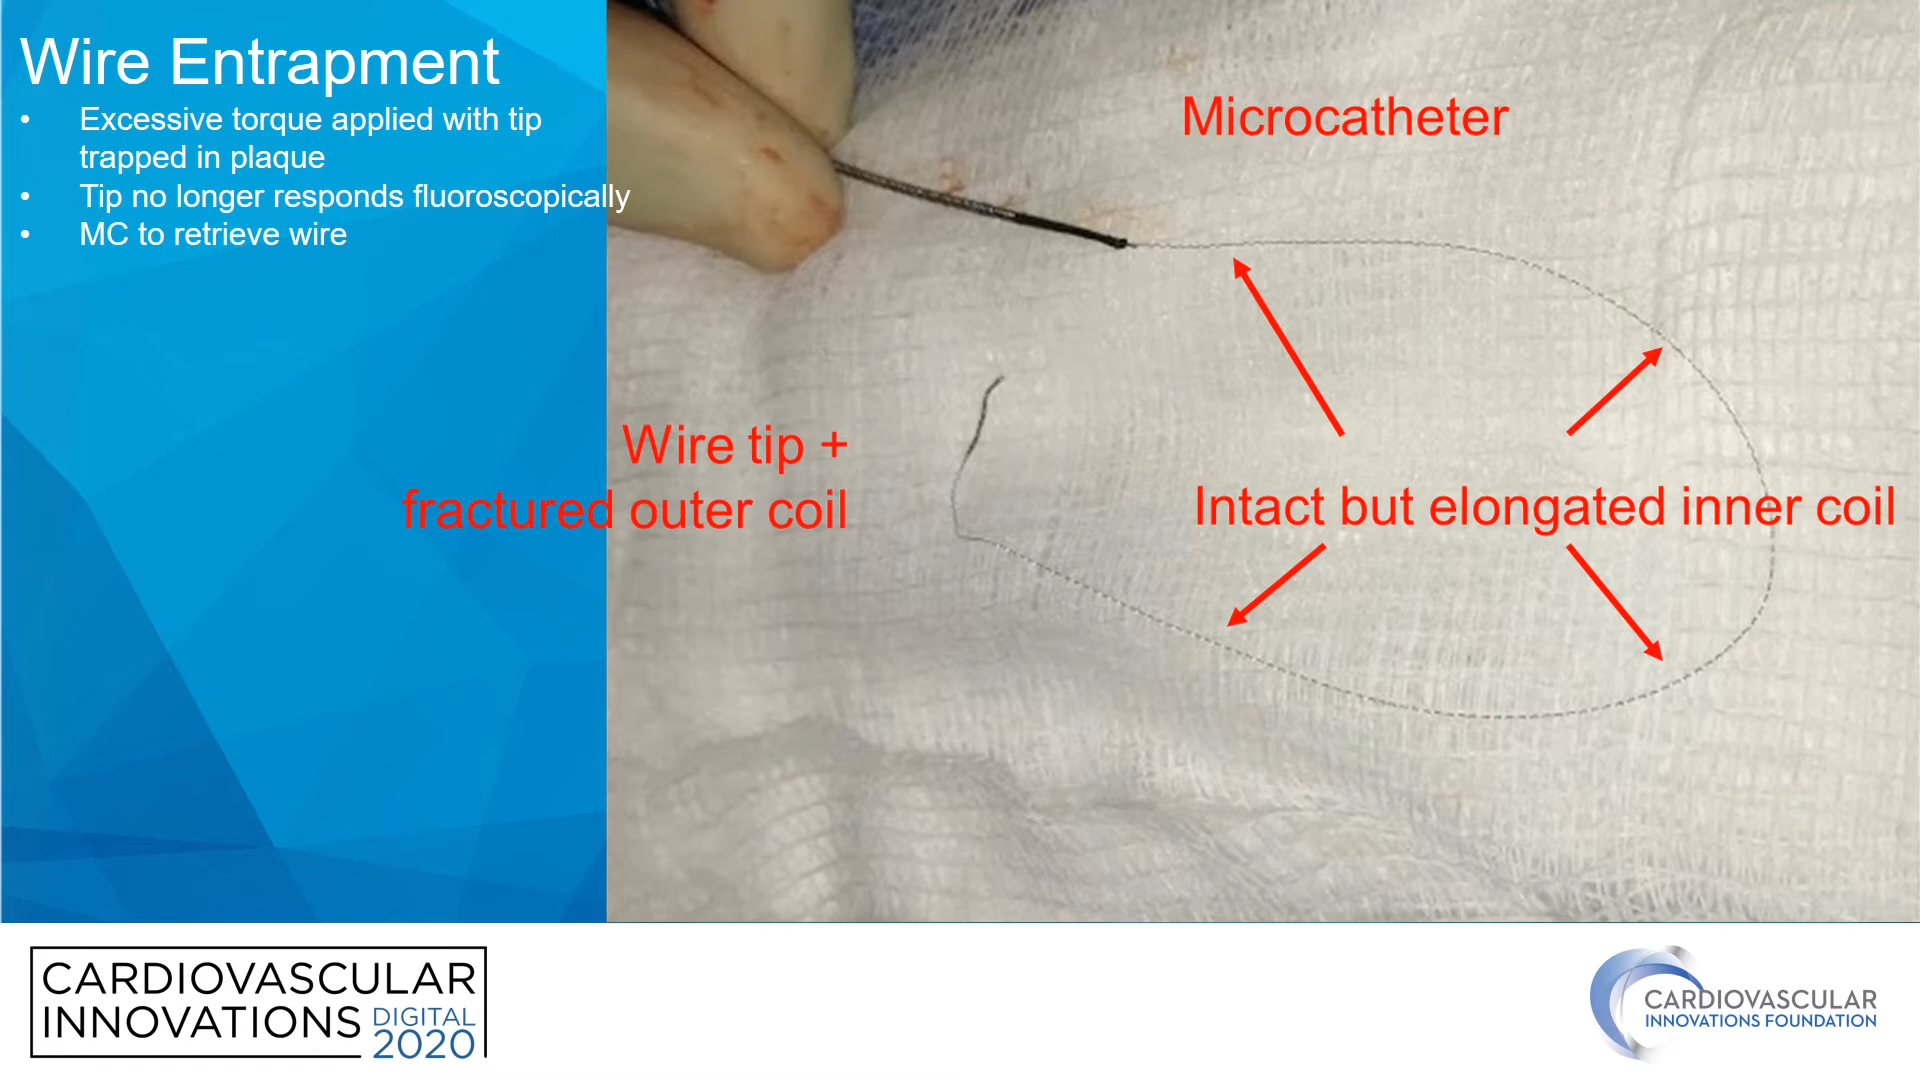 Wire Entrapment
• Excessive torque applied with tip
trapped in plaque
• Tip no longer responds fluoroscopically
• MC to retrieve wire
Microcatheter
Wire tip +
fractured outer coil
Intact but elongated inner coil
CARDIOVASCULAR
INNOVATIONS DIGITAL
2020
CARDIOVASCULAR
INNOVATIONS FOUNDATION